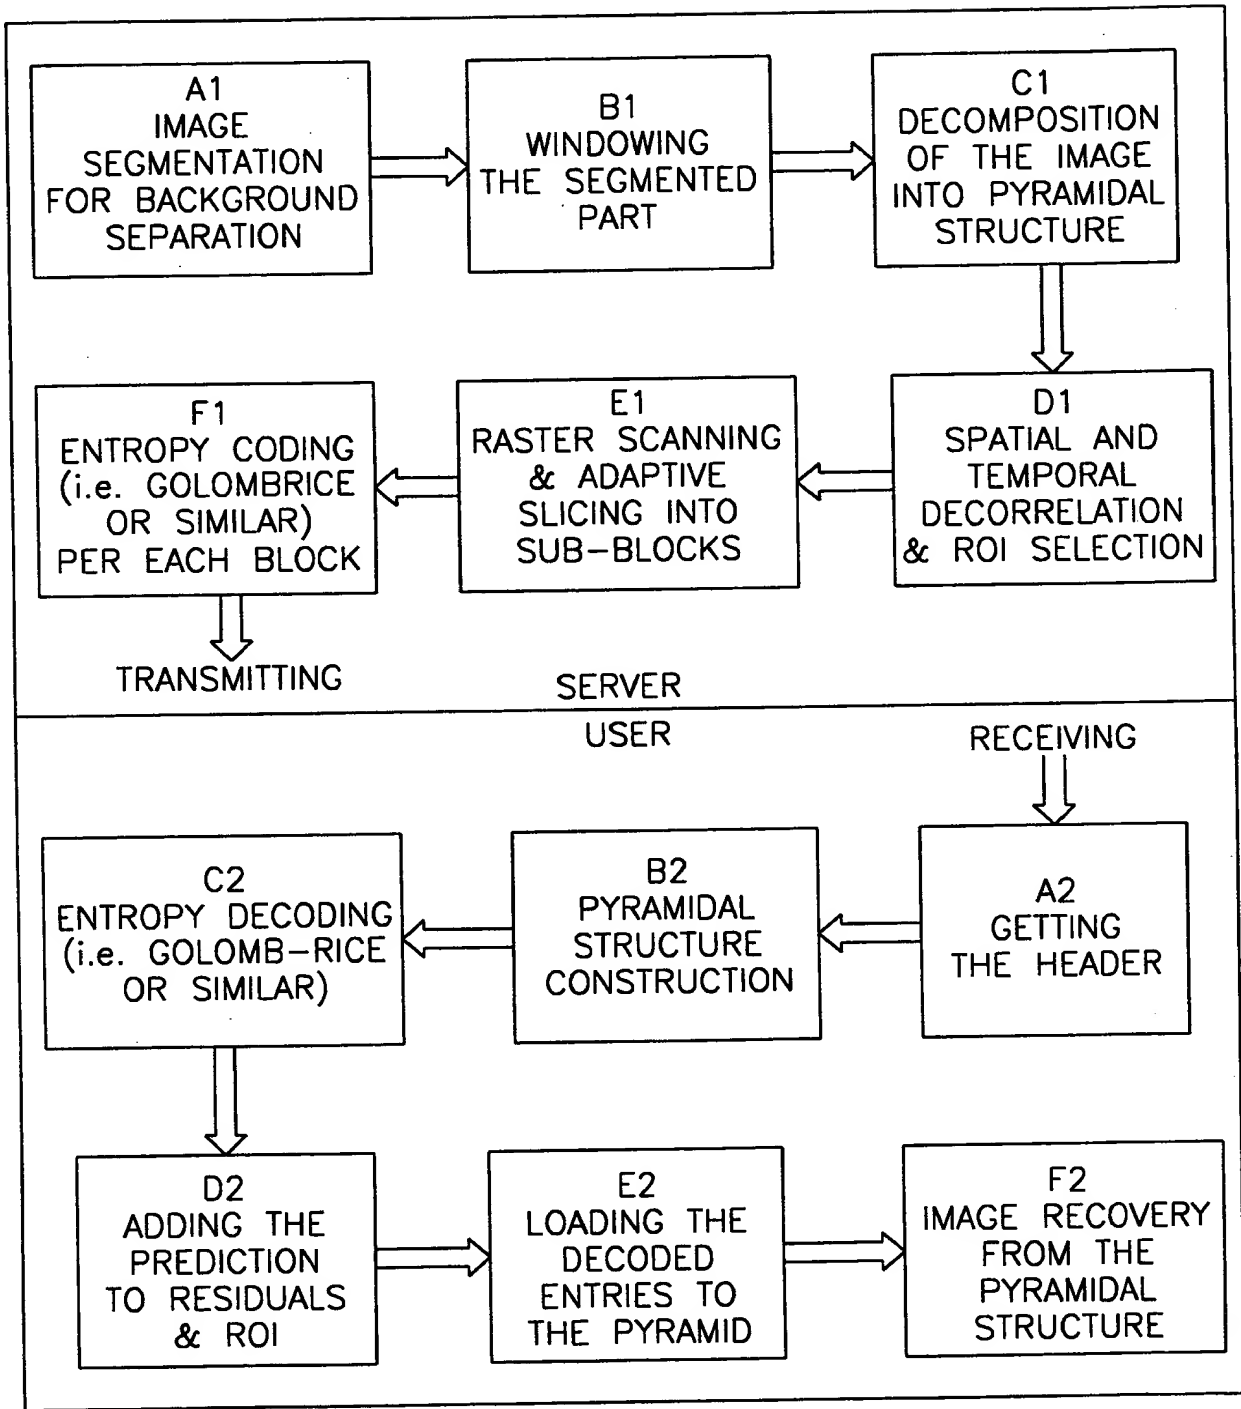 A1
IMAGE
SEGMENTATION
FOR BACKGROUND
SEPARATION
B1
WINDOWING
THE SEGMENTED
PART
C1
DECOMPOSITION
OF THE IMAGE
INTO PYRAMIDAL
STRUCTURE
D1
SPATIAL AND
TEMPORAL
DECORRELATION
& ROI SELECTION
E1
RASTER SCANNING
& ADAPTIVE
SLICING INTO
SUB-BLOCKS
F1
ENTROPY CODING
(i.e. GOLOMBRICE
OR SIMILAR)
PER EACH BLOCK
TRANSMITTING
SERVER
USER
RECEIVING
A2
GETTING
THE HEADER
B2
PYRAMIDAL
STRUCTURE
CONSTRUCTION
C2
ENTROPY DECODING
(i.e. GOLOMB-RICE
OR SIMILAR)
D2
ADDING THE
PREDICTION
TO RESIDUALS
& ROI
E2
LOADING THE
DECODED
ENTRIES TO
THE PYRAMID
F2
IMAGE RECOVERY
FROM THE
PYRAMIDAL
STRUCTURE